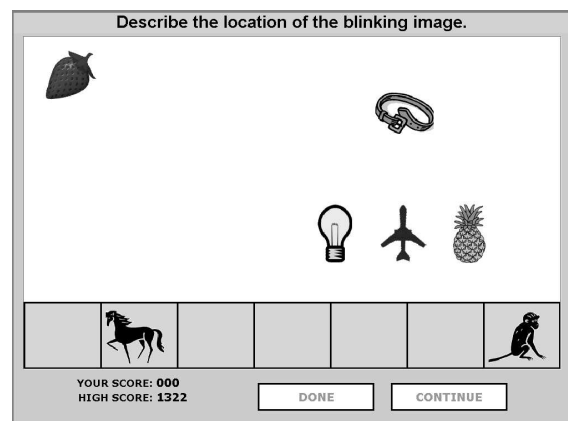 Describe the location of the blinking image.
YOUR SCORE: 000
HIGH SCORE: 1322
DONE
CONTINUE